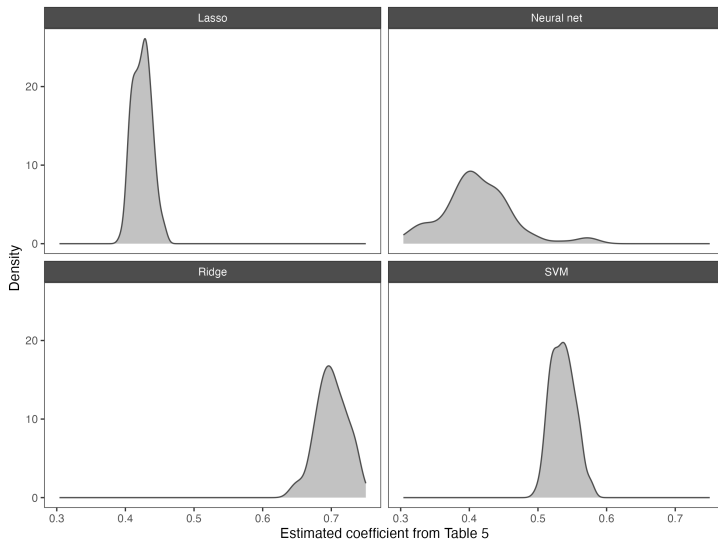 Lasso
Neural net
20
10
0
Ridge
SVM
20
10
0
Density
0.3 0.4 0.5 0.6 0.7
0.3 0.4 0.5 0.6 0.7
Estimated coefficient from Table 5